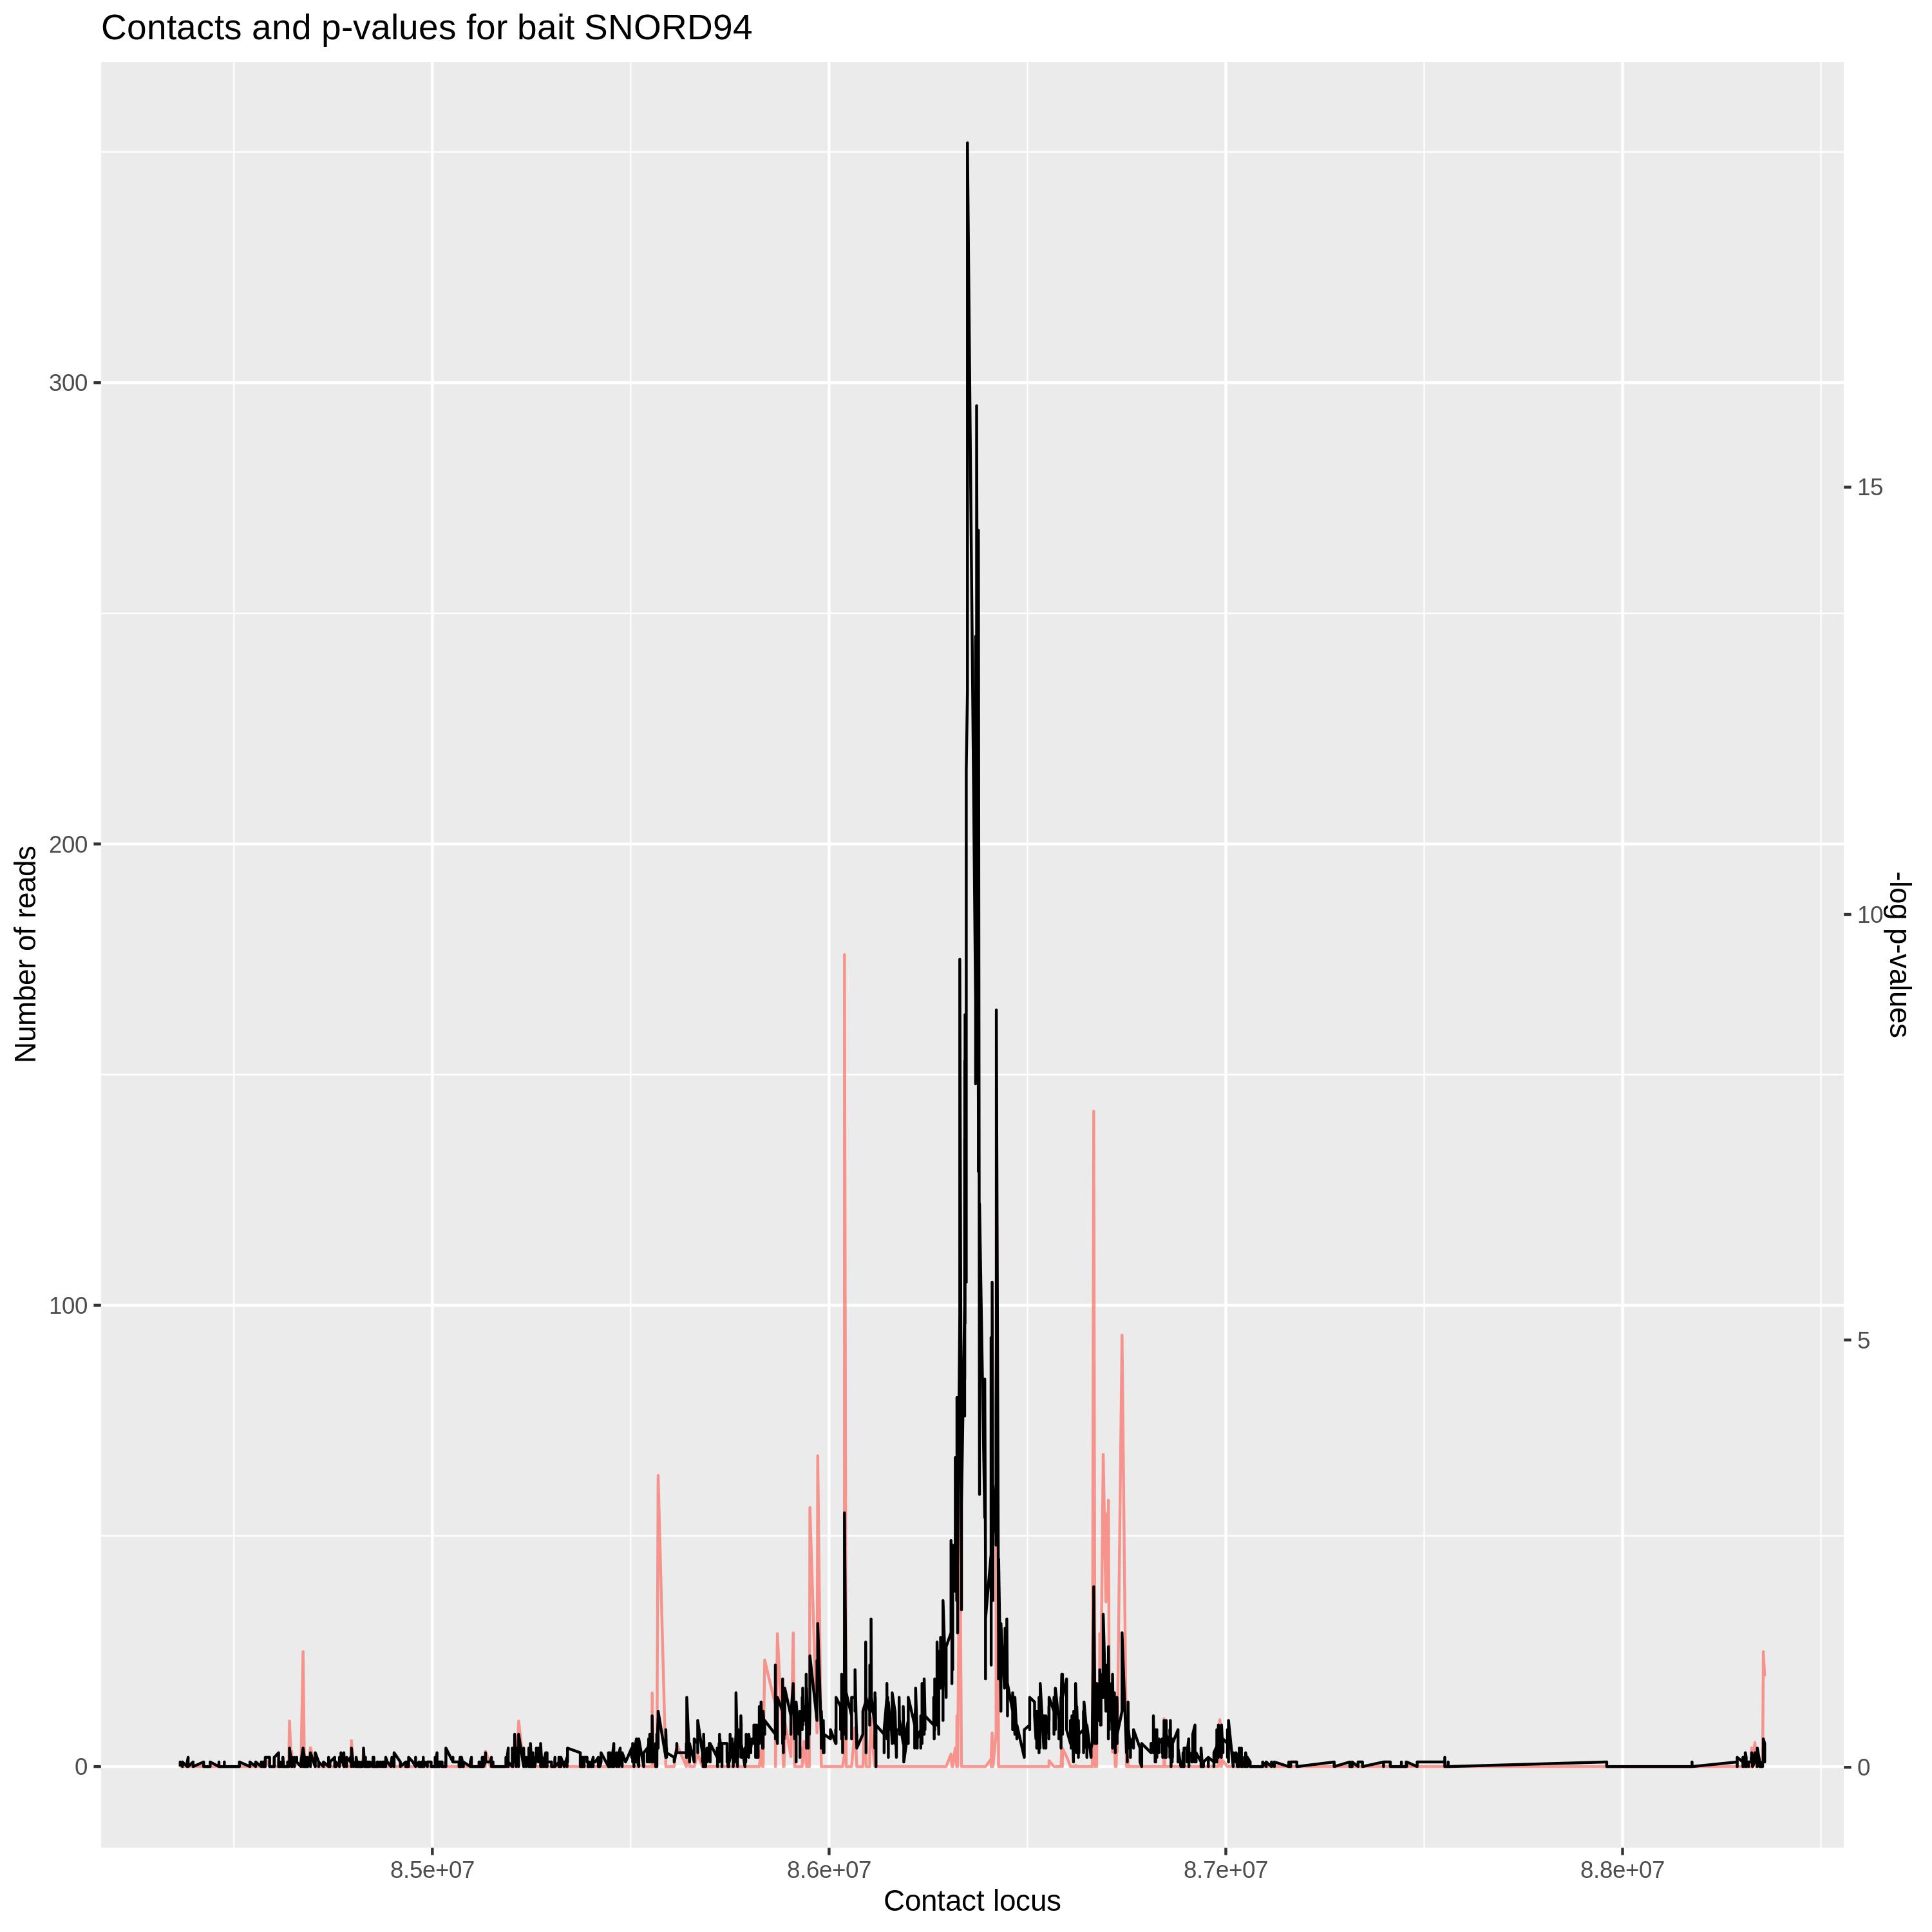 Contacts and p-values for bait SNORD94
Number of reads
300
200
100
0
15
10
5
0
-log p-values
8.5e+07
8.6e+07
8.7e+07
8.8e+07
Contact locus